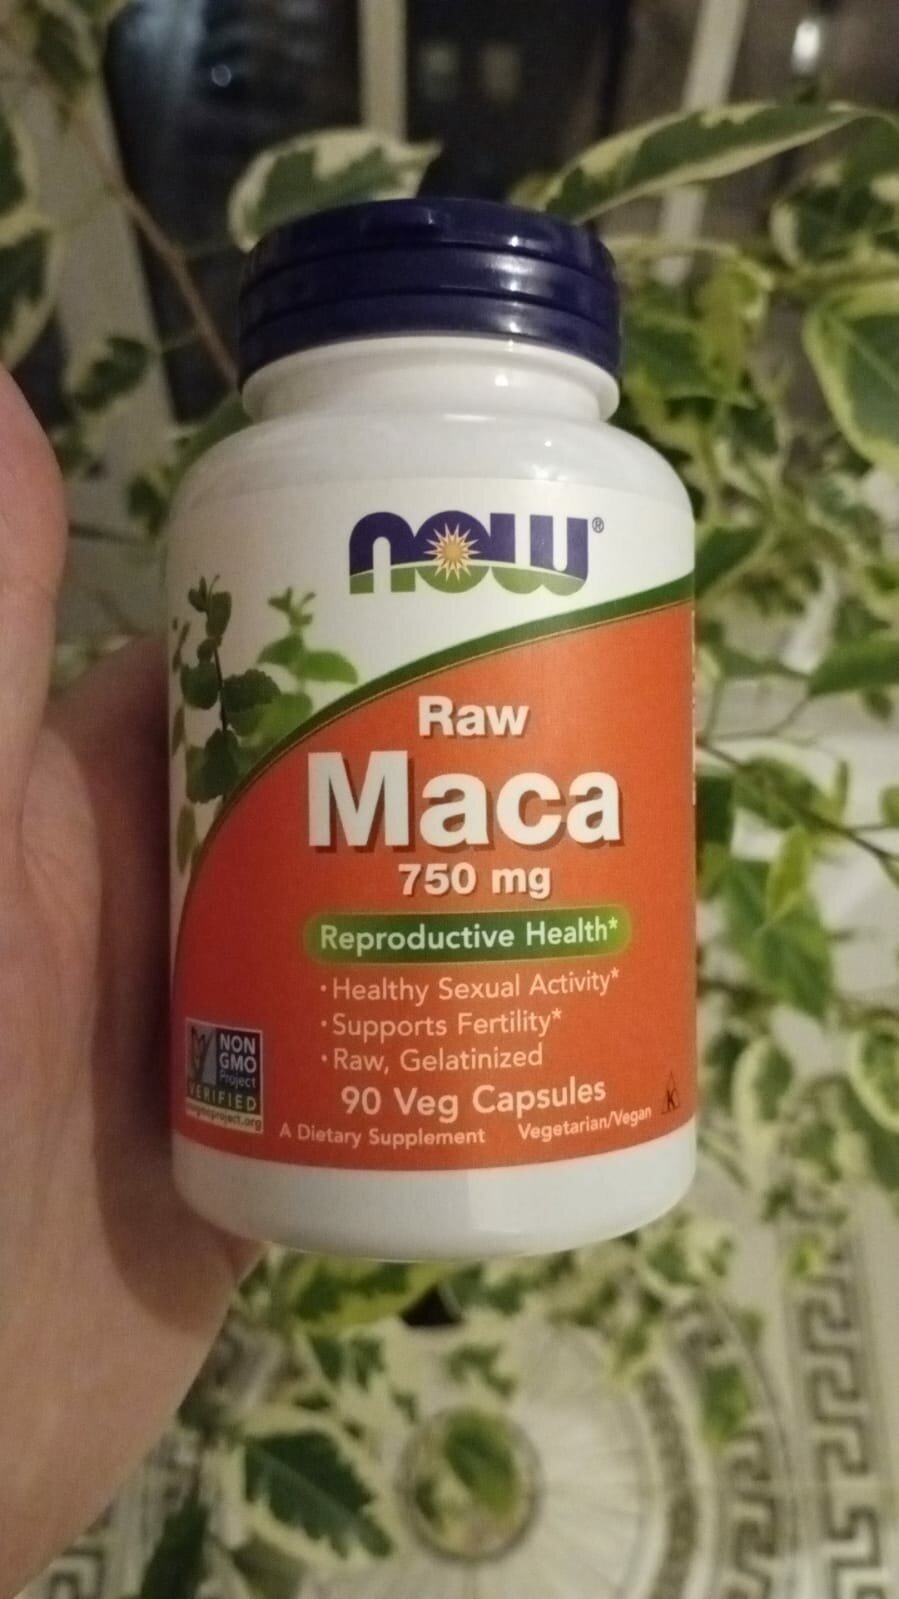 NOW®
Raw
Maca
750 mg
Reproductive Health*
• Healthy Sexual Activity*
• Supports Fertility*
• Raw, Gelatinized
90 Veg Capsules
A Dietary Supplement Vegetarian/Vegan
K
NON
GMO
Project
VERIFIED